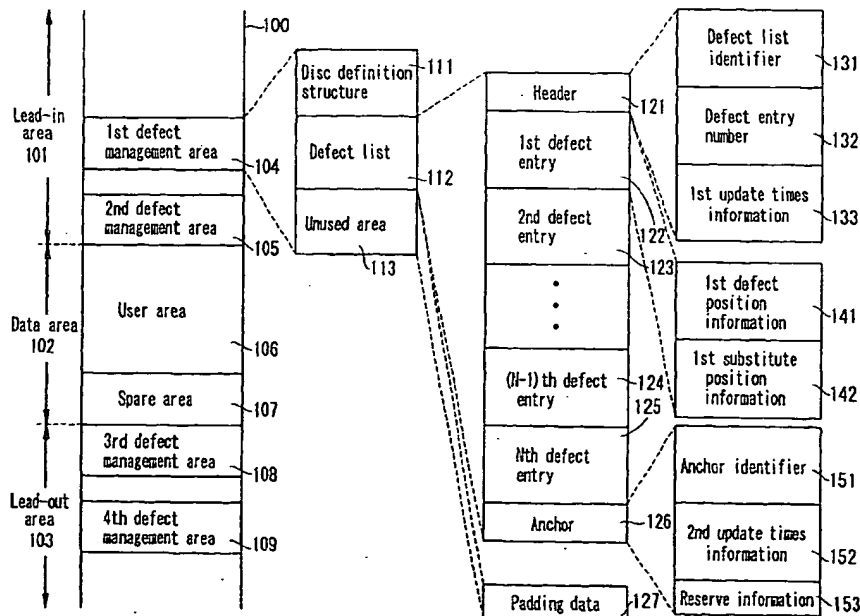 100
Lead-in
area
101
1st defect
management area
104
2nd defect
management area
105
Data area
102
User area
106
Spare area
107
Lead-out
area
103
3rd defect
management area
108
4th defect
management area
109
Disc definition
structure
111
Defect list
112
Unused area
113
Header
121
1st defect
entry
122
2nd defect
entry
123
(N-1)th defect
entry
124
Nth defect
entry
125
Anchor
126
Padding data
127
Defect list
identifier
131
Defect entry
number
132
1st update times
information
133
1st defect
position
information
141
1st substitute
position
information
142
Anchor identifier
151
2nd update times
information
152
Reserve information
153